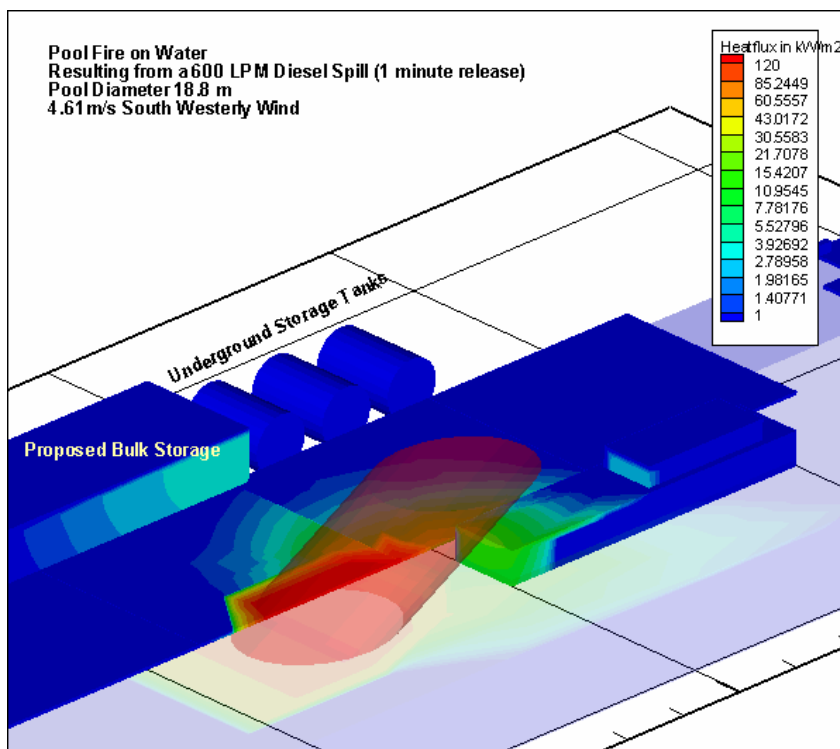 Pool Fire on Water
Resulting from a 600 LPM Diesel Spill (1 minute release)
Pool Diameter 18.8 m
4.61 m/s South Westerly Wind
Heatflux in kW/m2
120
85.2449
60.5557
43.0172
30.5583
21.7078
15.4207
10.9545
7.78176
5.52796
3.92692
2.78958
1.98165
1.40771
1
Underground Storage Tanks
Proposed Bulk Storage